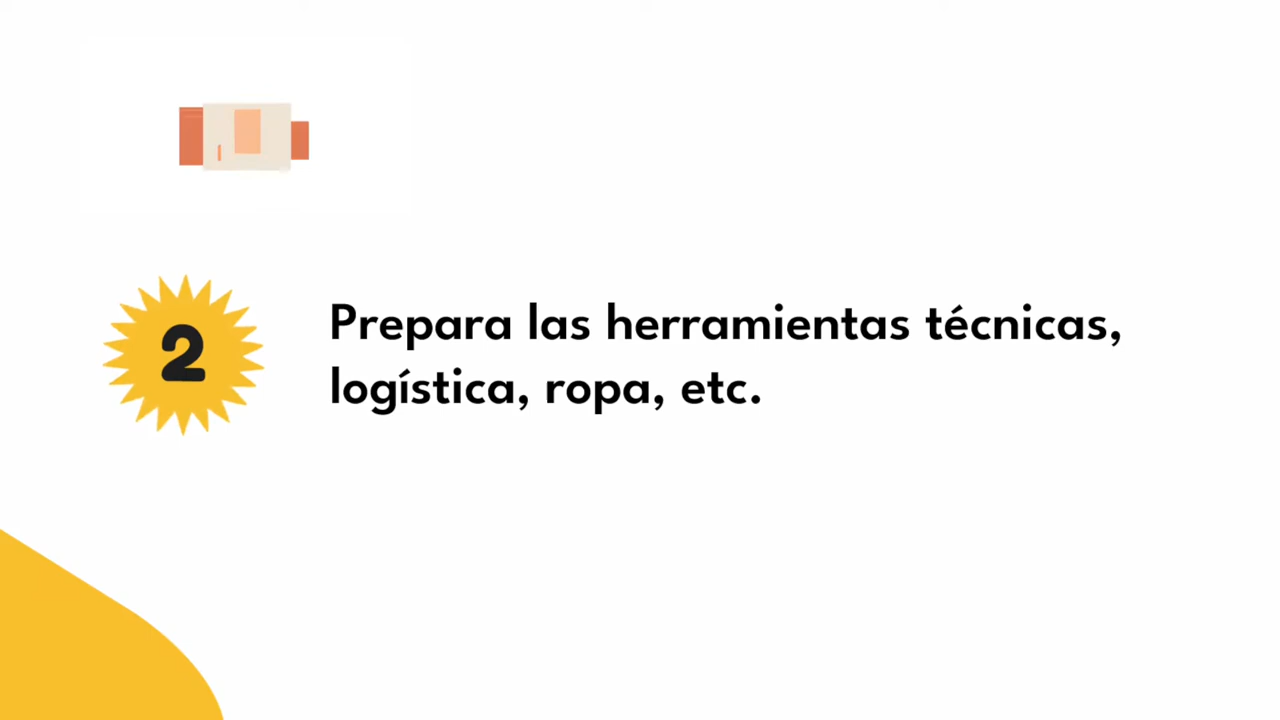 2
Prepara las herramientas técnicas,
logística, ropa, etc.